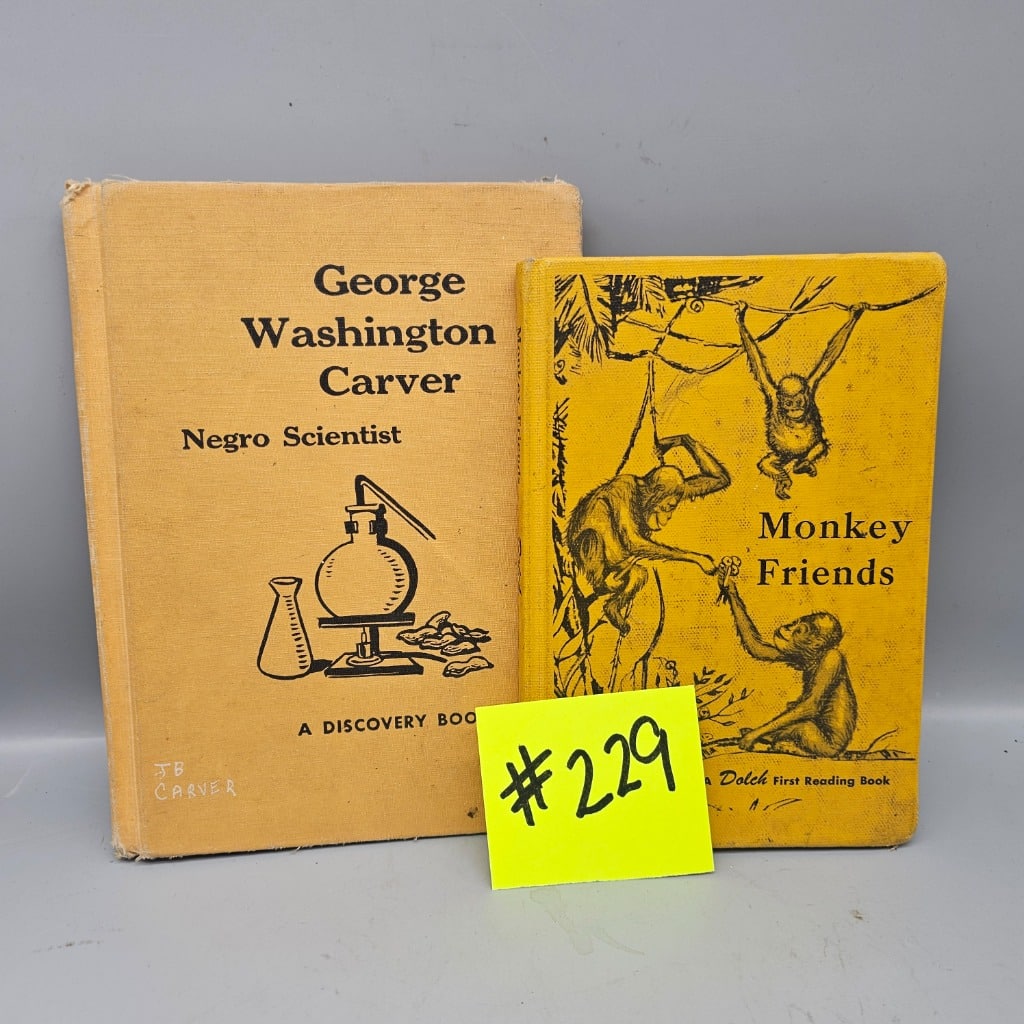 George
Washington
Carver
Negro Scientist
A DISCOVERY BOO
JB
CARVER
Monkey
Friends
A Dolch First Reading Book
#229